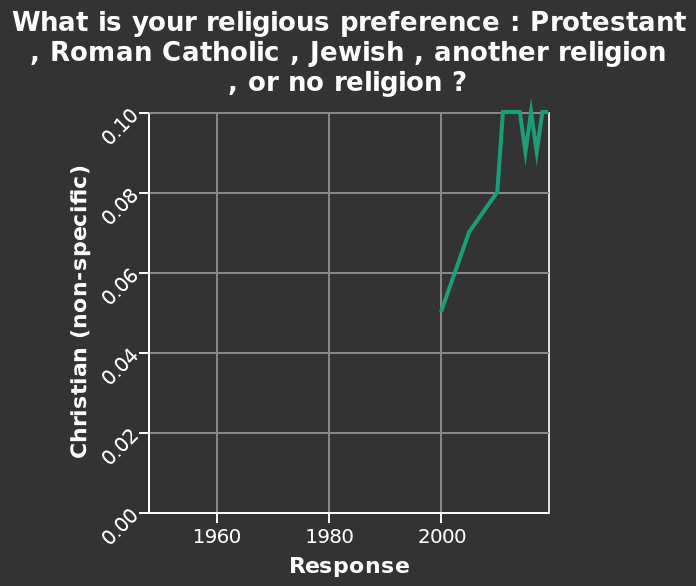 What is your religious preference : Protestant
, Roman Catholic , Jewish , another religion
, or no religion ?
Christian (non-specific)
0.10
0.08
0.06
0.04
0.02
0.00
1960
1980
2000
Response